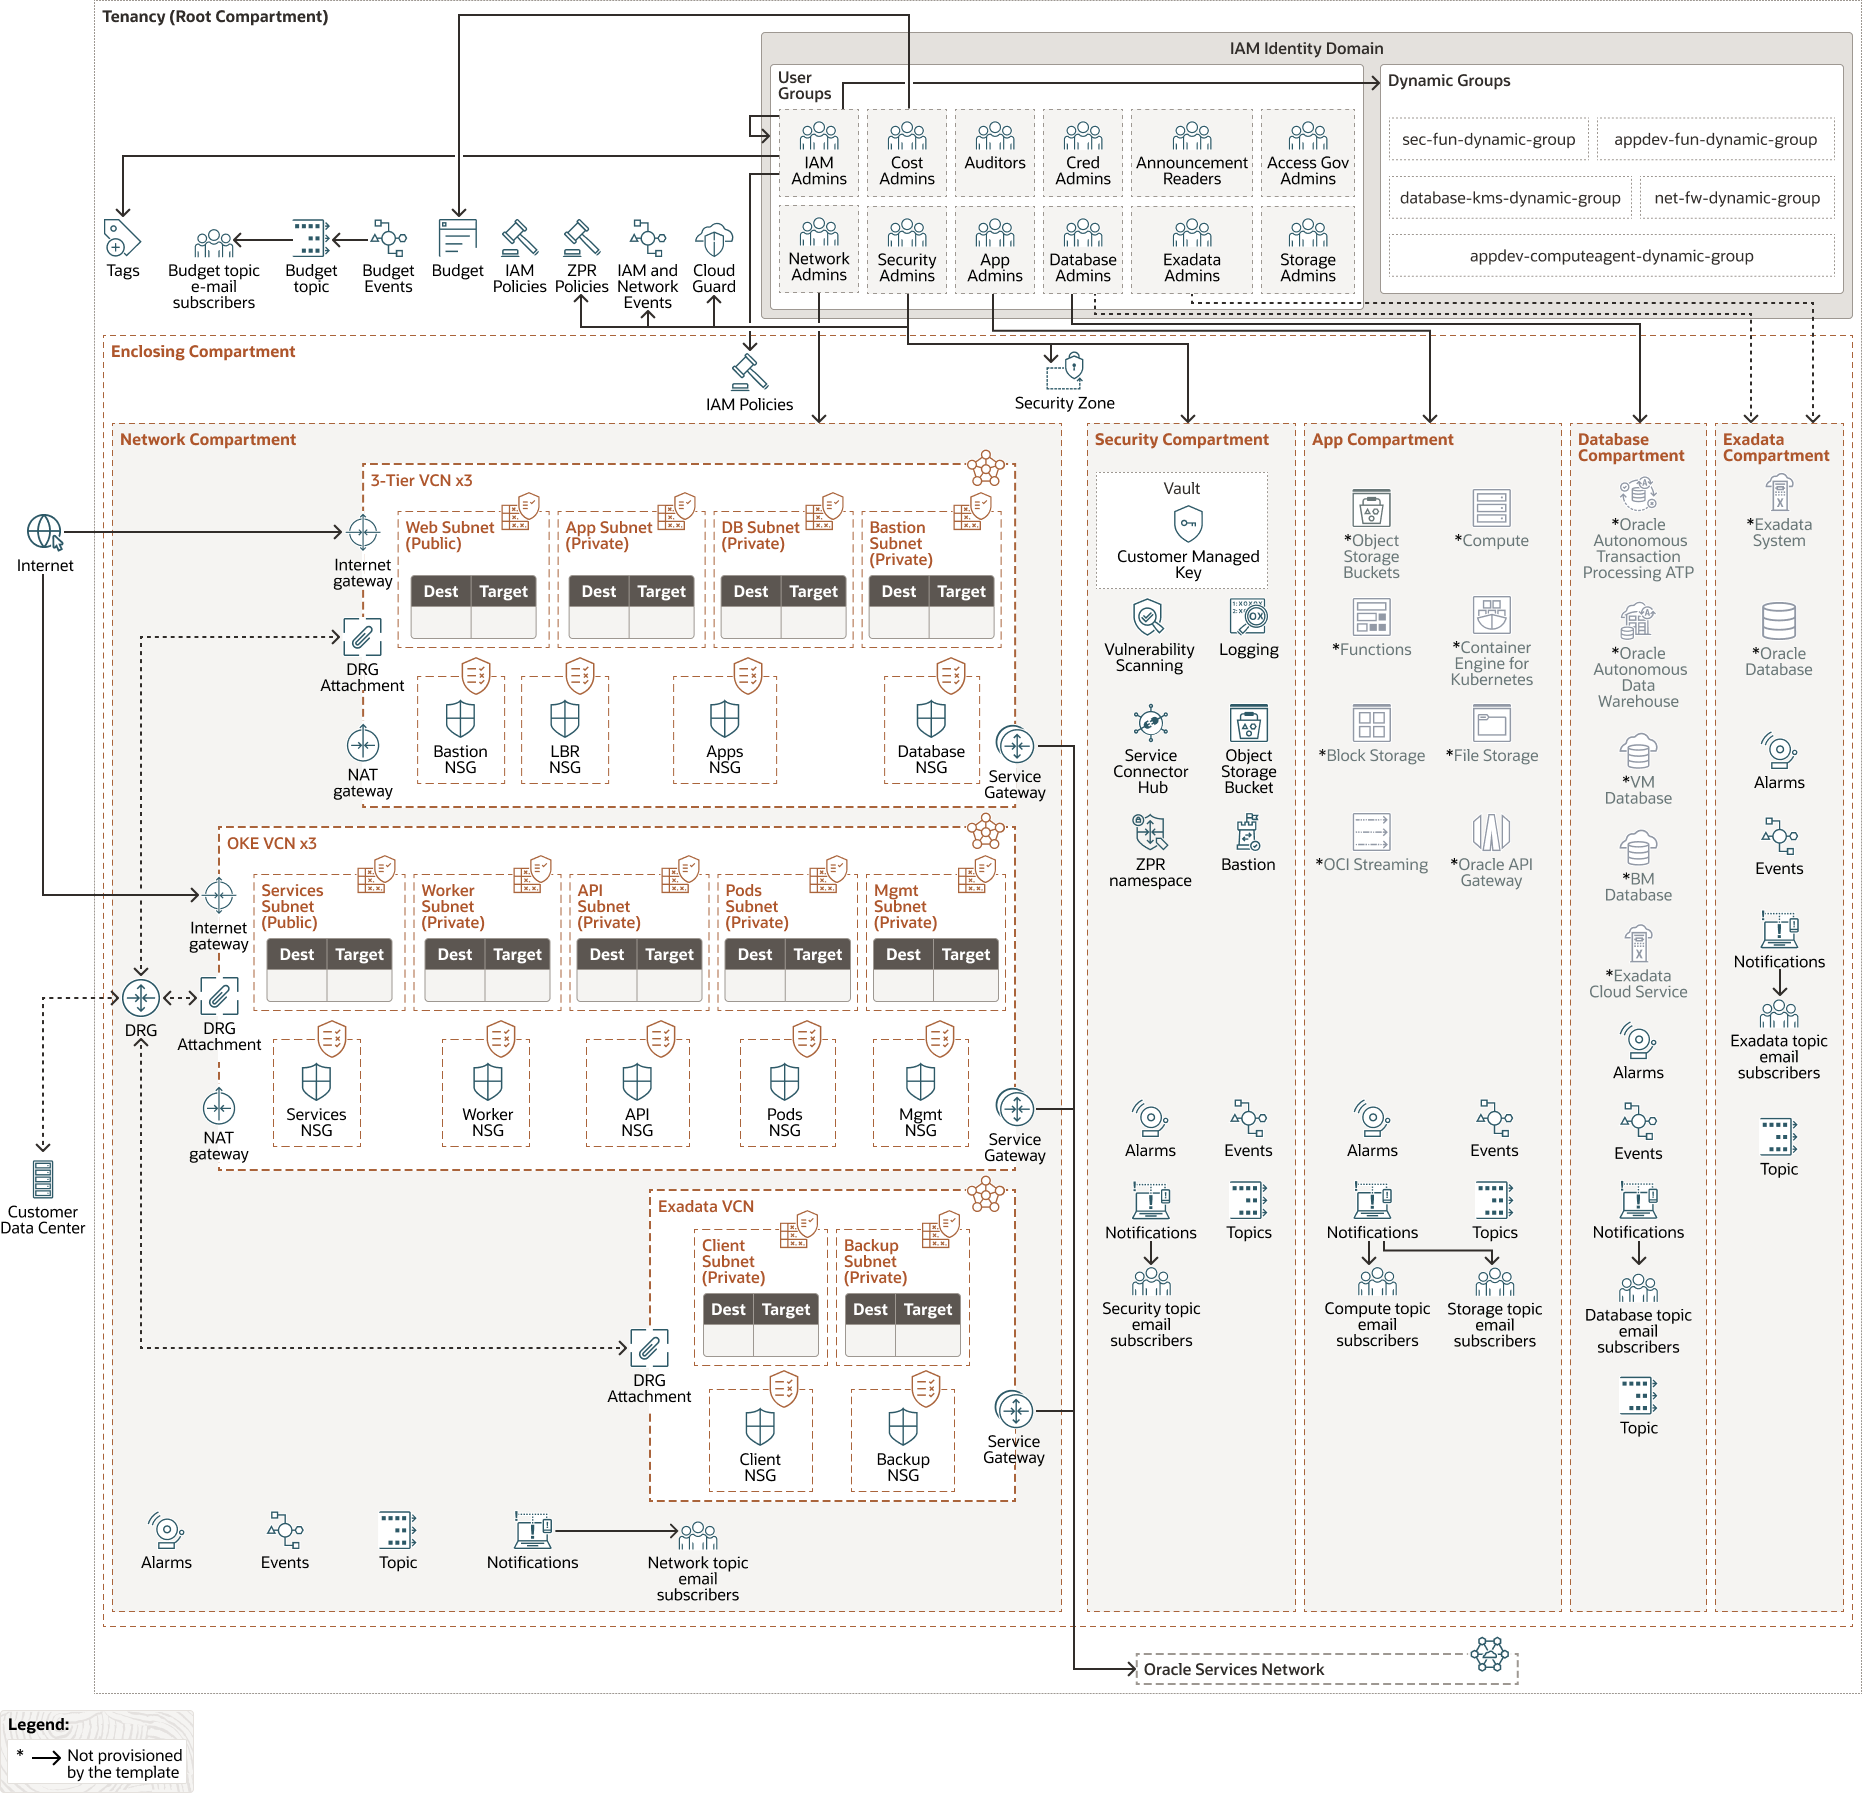 Tenancy (Root Compartment)
IAM Identity Domain
User
Groups
Dynamic Groups
IAM
Admins
Cost
Admins
Auditors
Cred
Admins
Announcement
Readers
Access Gov
Admins
Network
Admins
Security
Admins
App
Admins
Database
Admins
Exadata
Admins
Storage
Admins
sec-fun-dynamic-group
appdev-fun-dynamic-group
database-kms-dynamic-group
net-fw-dynamic-group
appdev-computeagent-dynamic-group
Tags
Budget topic
e-mail
subscribers
Budget
topic
Budget
Events
Budget
IAM
Policies
ZPR
Policies
IAM and
Network
Events
Cloud
Guard
Enclosing Compartment
IAM Policies
Security Zone
Network Compartment
3-Tier VCN x3
Internet
Internet
gateway
DRG
Attachment
NAT
gateway
Web Subnet
(Public)
Dest Target
App Subnet
(Private)
Dest Target
DB Subnet
(Private)
Dest Target
Bastion
Subnet
(Private)
Dest Target
Bastion
NSG
LBR
NSG
Apps
NSG
Database
NSG
Service
Gateway
OKE VCN x3
Internet
gateway
DRG
DRG
Attachment
NAT
gateway
Services
Subnet
(Public)
Dest Target
Worker
Subnet
(Private)
Dest Target
API
Subnet
(Private)
Dest Target
Pods
Subnet
(Private)
Dest Target
Mgmt
Subnet
(Private)
Dest Target
Services
NSG
Worker
NSG
API
NSG
Pods
NSG
Mgmt
NSG
Service
Gateway
Customer
Data Center
Exadata VCN
Client
Subnet
(Private)
Dest Target
Backup
Subnet
(Private)
Dest Target
DRG
Attachment
Client
NSG
Backup
NSG
Service
Gateway
Alarms
Events
Topic
Notifications
Network topic
email
subscribers
Security Compartment
Vault
Customer Managed
Key
Vulnerability
Scanning
Logging
Service
Connector
Hub
Object
Storage
Bucket
ZPR
namespace
Bastion
Alarms
Events
Notifications
Topics
Security topic
email
subscribers
App Compartment
*Object
Storage
Buckets
*Compute
*Functions
*Container
Engine for
Kubernetes
*Block Storage
*File Storage
*OCI Streaming
*Oracle API
Gateway
Alarms
Events
Notifications
Topics
Compute topic
email
subscribers
Storage topic
email
subscribers
Database
Compartment
*Oracle
Autonomous
Transaction
Processing ATP
*Oracle
Autonomous
Data
Warehouse
*VM
Database
*BM
Database
*Exadata
Cloud Service
Alarms
Events
Notifications
Database topic
email
subscribers
Topic
Exadata
Compartment
*Exadata
System
*Oracle
Database
Alarms
Events
Notifications
Exadata topic
email
subscribers
Topic
Oracle Services Network
Legend:
* Not provisioned
by the template